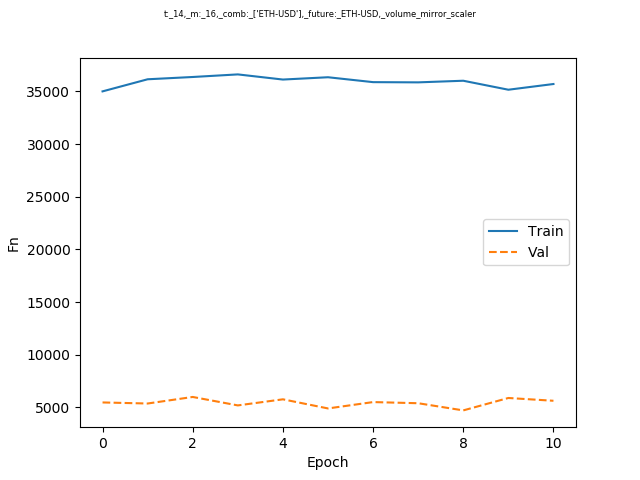 t:_14,_m:_16,_comb:_['ETH-USD'],_future:_ETH-USD,_volume_mirror_scaler
35000
30000
25000
20000
15000
10000
5000
Fn
Train
Val
0 2 4 6 8 10
Epoch